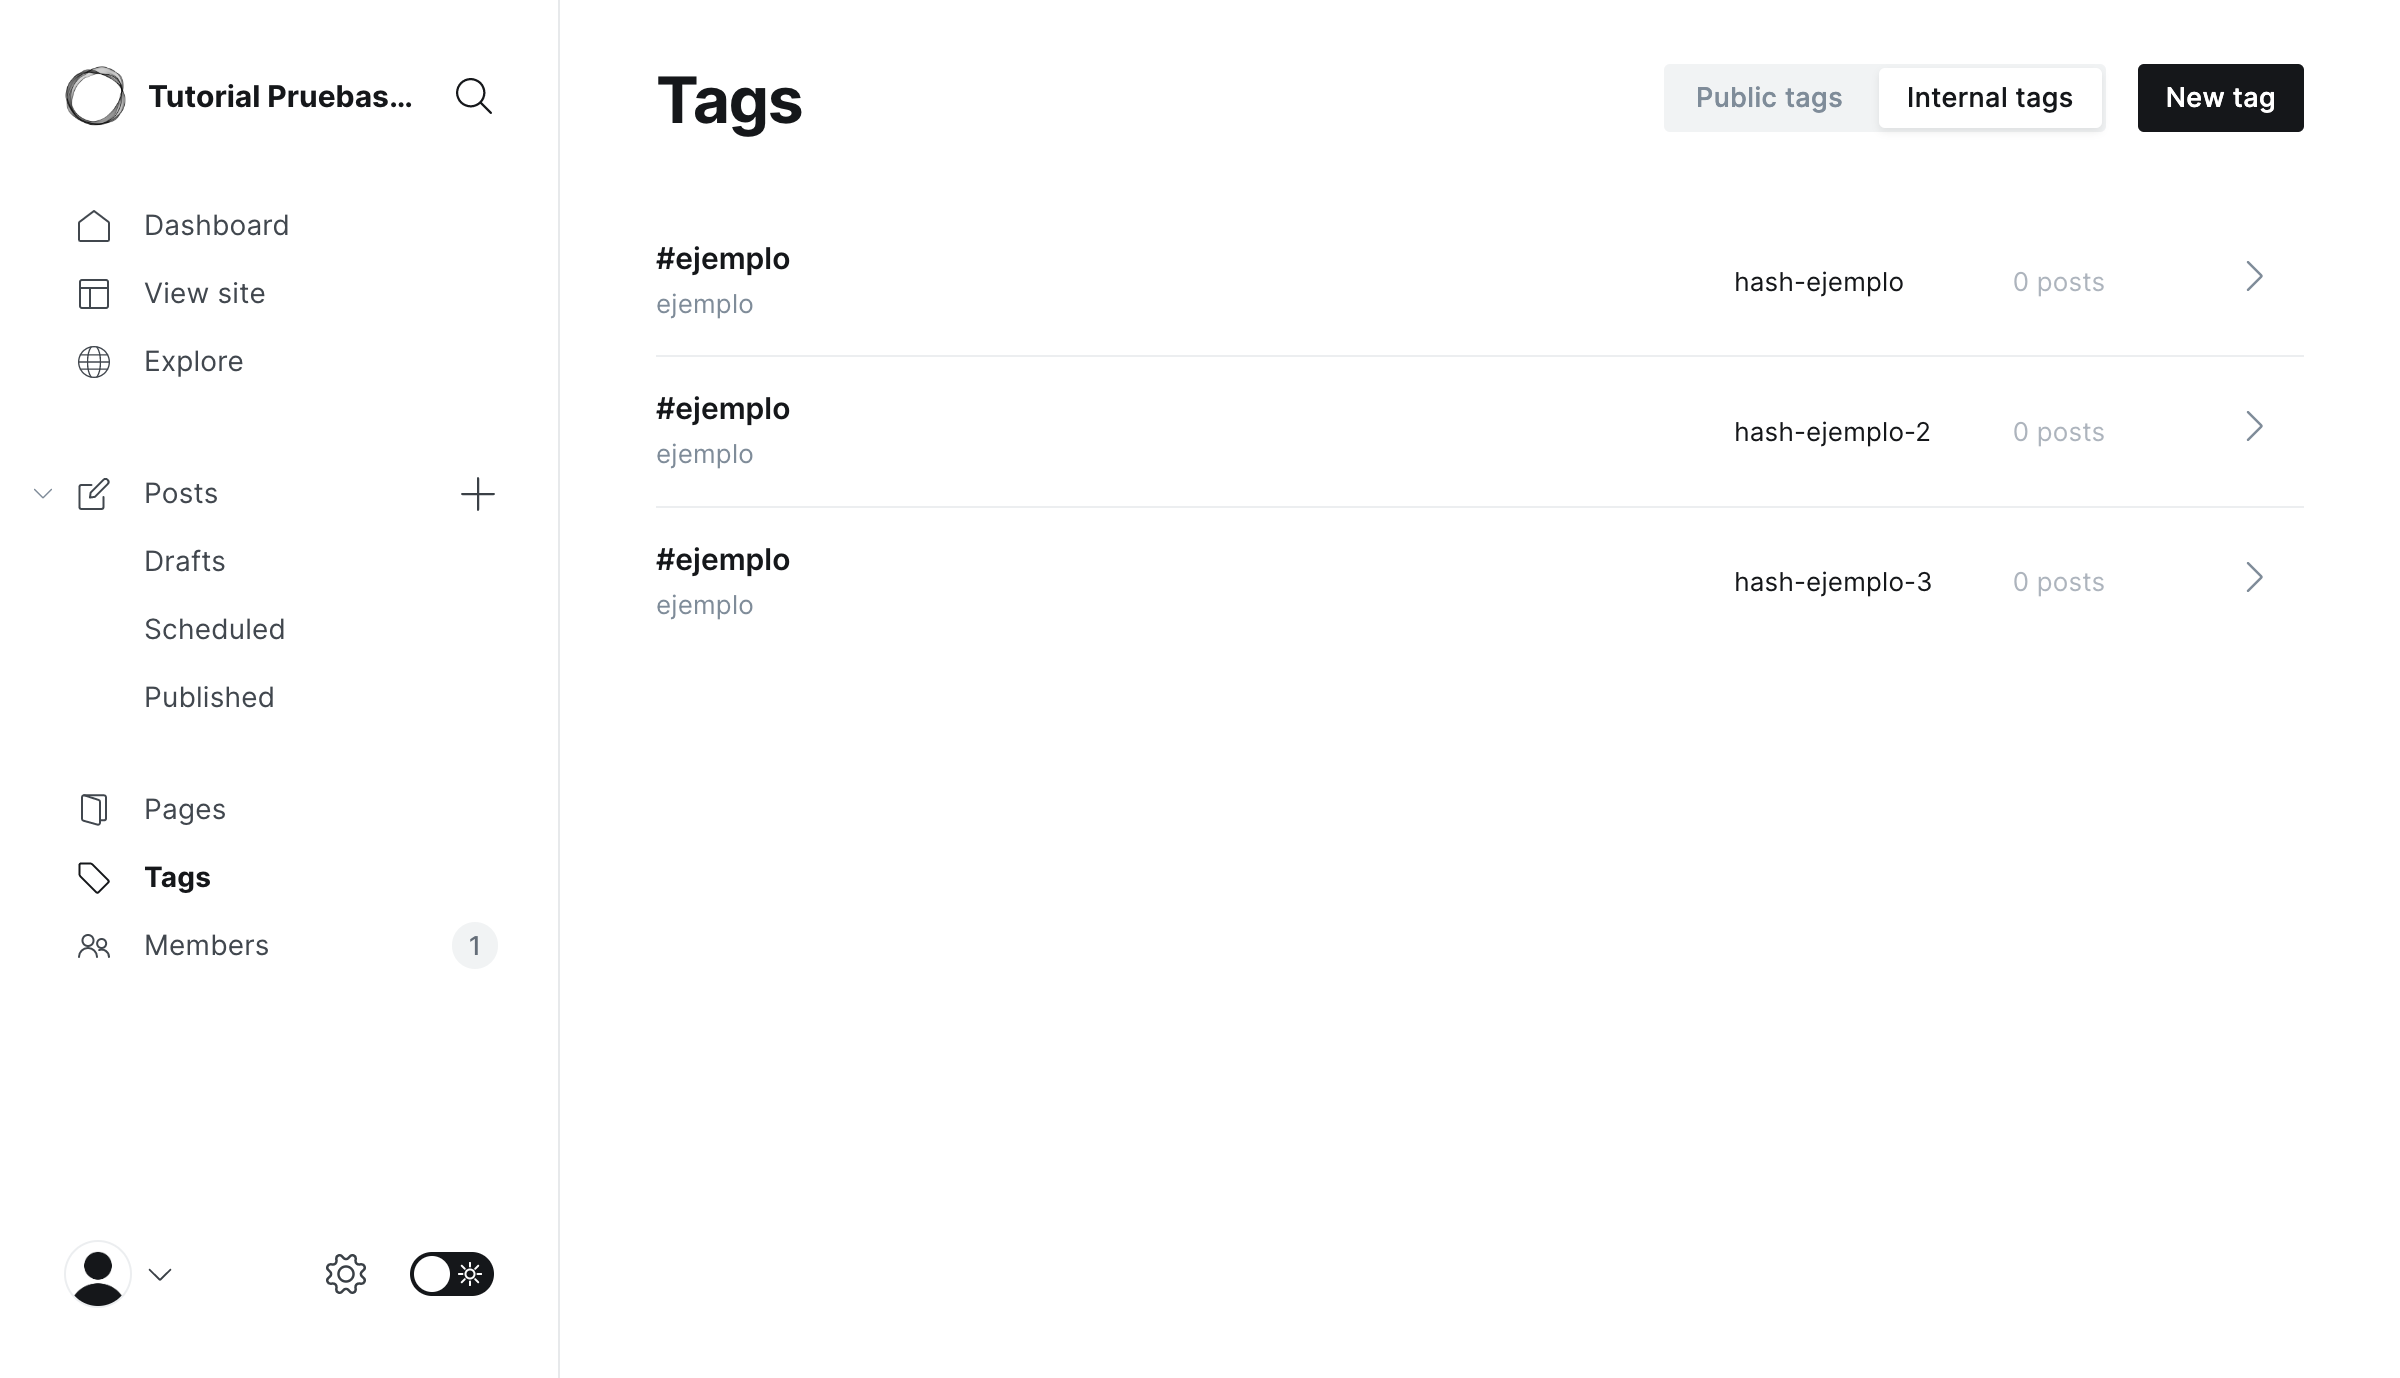 Tutorial Pruebas...
Dashboard
View site
Explore
Posts
Drafts
Scheduled
Published
Pages
Tags
Members 1
Tags
Public tags Internal tags New tag
#ejemplo
ejemplo
hash-ejemplo 0 posts
#ejemplo
ejemplo
hash-ejemplo-2 0 posts
#ejemplo
ejemplo
hash-ejemplo-3 0 posts